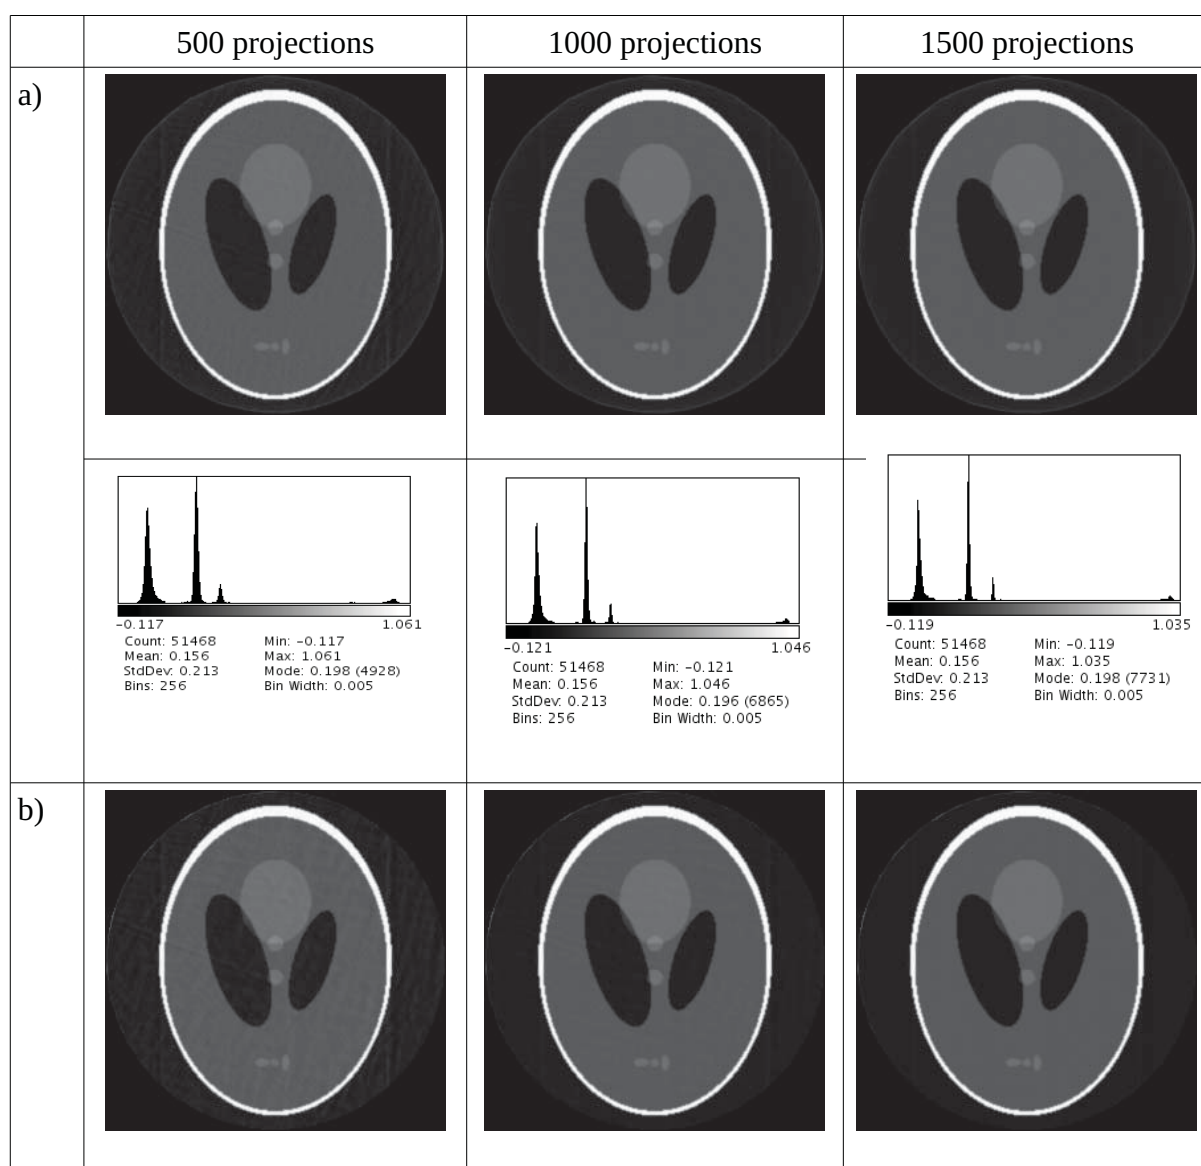 500 projections 1000 projections 1500 projections
a)
−0.117 1.061
Count: 51468 Min: −0.117
Mean: 0.156 Max: 1.061
StdDev: 0.213 Mode: 0.198 (4928)
Bins: 256 Bin Width: 0.005
−0.121 1.046
Count: 51468 Min: −0.121
Mean: 0.156 Max: 1.046
StdDev: 0.213 Mode: 0.196 (6865)
Bins: 256 Bin Width: 0.005
−0.119 1.035
Count: 51468 Min: −0.119
Mean: 0.156 Max: 1.035
StdDev: 0.213 Mode: 0.198 (7731)
Bins: 256 Bin Width: 0.005
b)